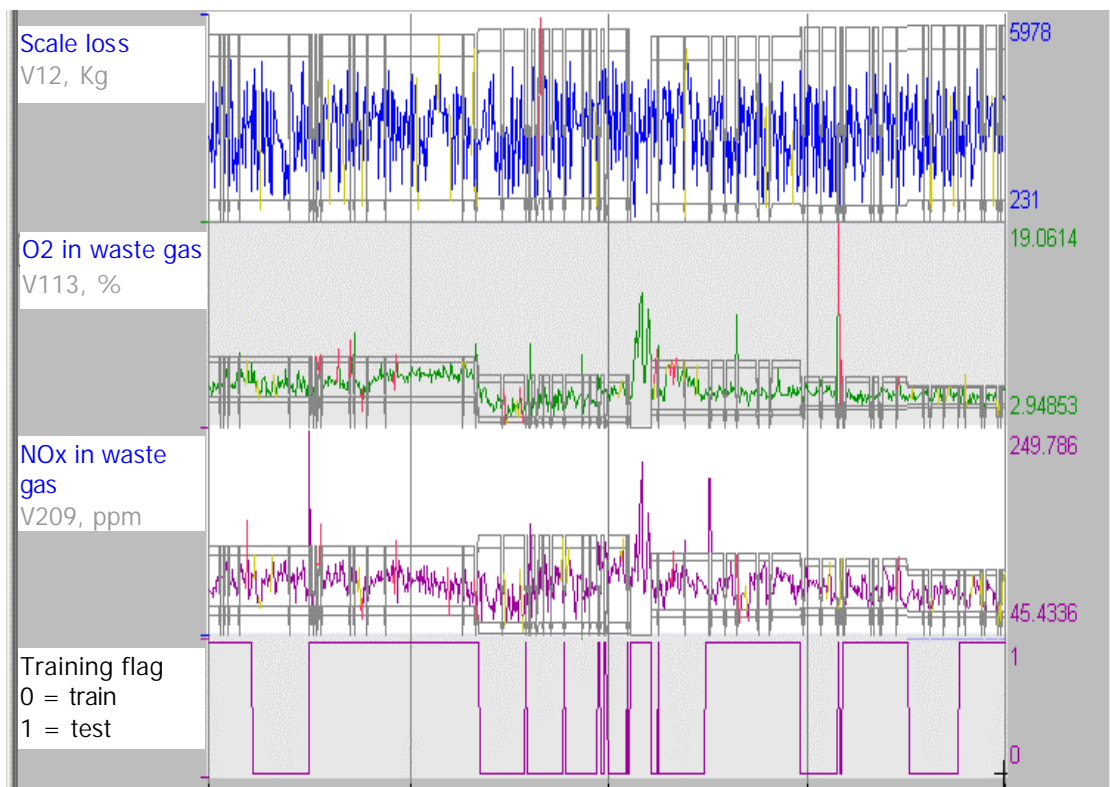 Scale loss
V12, Kg
5978
231
O2 in waste gas
V113, %
19.0614
2.94853
NOx in waste
gas
V209, ppm
249.786
45.4336
Training flag
0 = train
1 = test
1
0